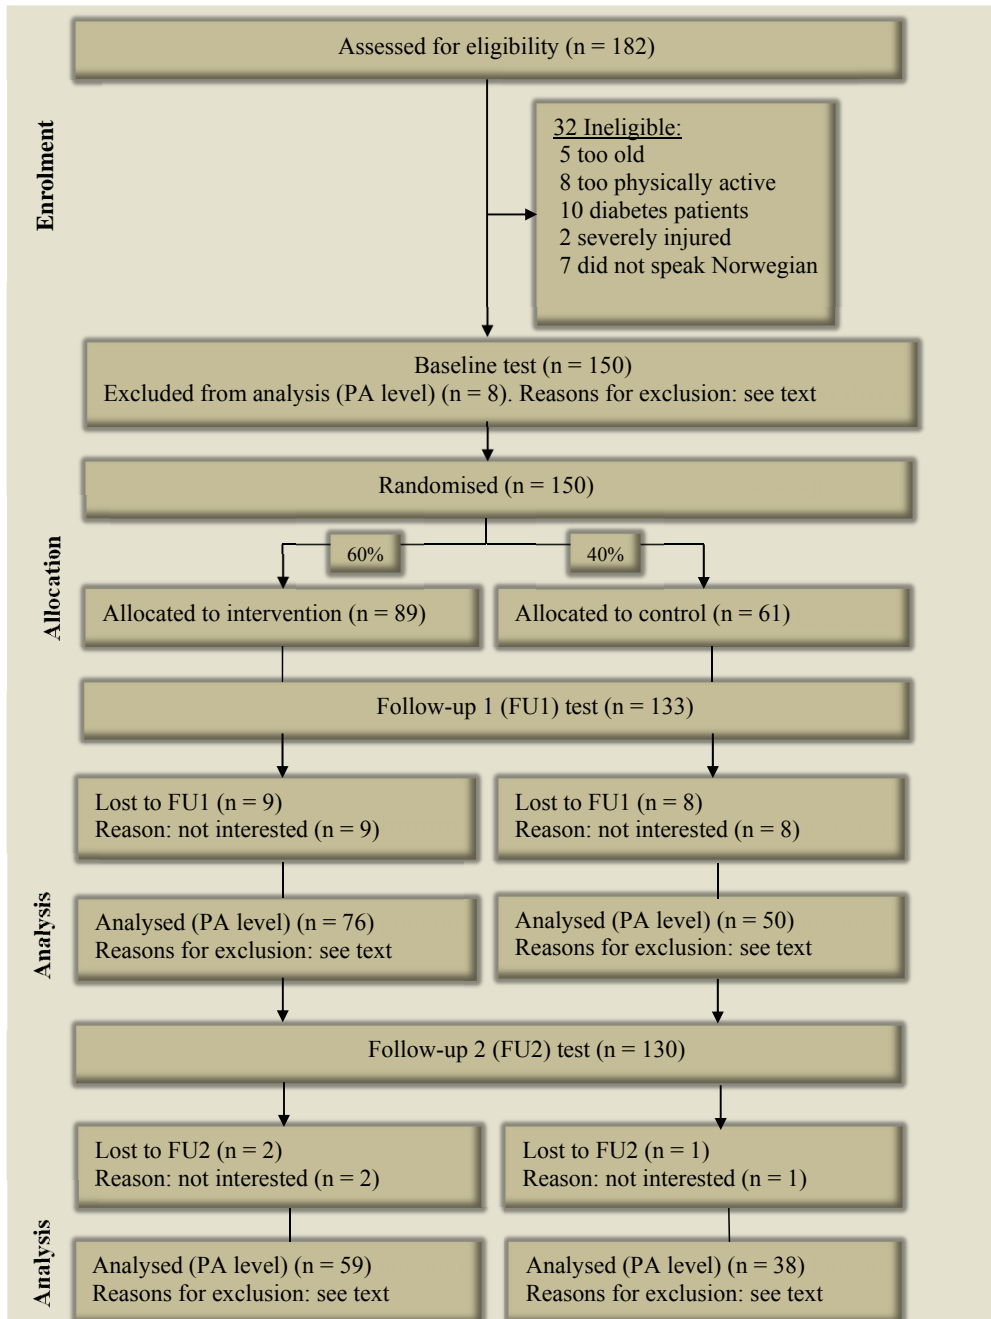 Assessed for eligibility (n = 182)
Enrolment
32 Ineligible:
5 too old
8 too physically active
10 diabetes patients
2 severely injured
7 did not speak Norwegian
Baseline test (n = 150)
Excluded from analysis (PA level) (n = 8). Reasons for exclusion: see text
Randomised (n = 150)
Allocation
60%
40%
Allocated to intervention (n = 89)
Allocated to control (n = 61)
Follow-up 1 (FU1) test (n = 133)
Lost to FU1 (n = 9)
Reason: not interested (n = 9)
Lost to FU1 (n = 8)
Reason: not interested (n = 8)
Analysis
Analysed (PA level) (n = 76)
Reasons for exclusion: see text
Analysed (PA level) (n = 50)
Reasons for exclusion: see text
Follow-up 2 (FU2) test (n = 130)
Lost to FU2 (n = 2)
Reason: not interested (n = 2)
Lost to FU2 (n = 1)
Reason: not interested (n = 1)
Analysis
Analysed (PA level) (n = 59)
Reasons for exclusion: see text
Analysed (PA level) (n = 38)
Reasons for exclusion: see text